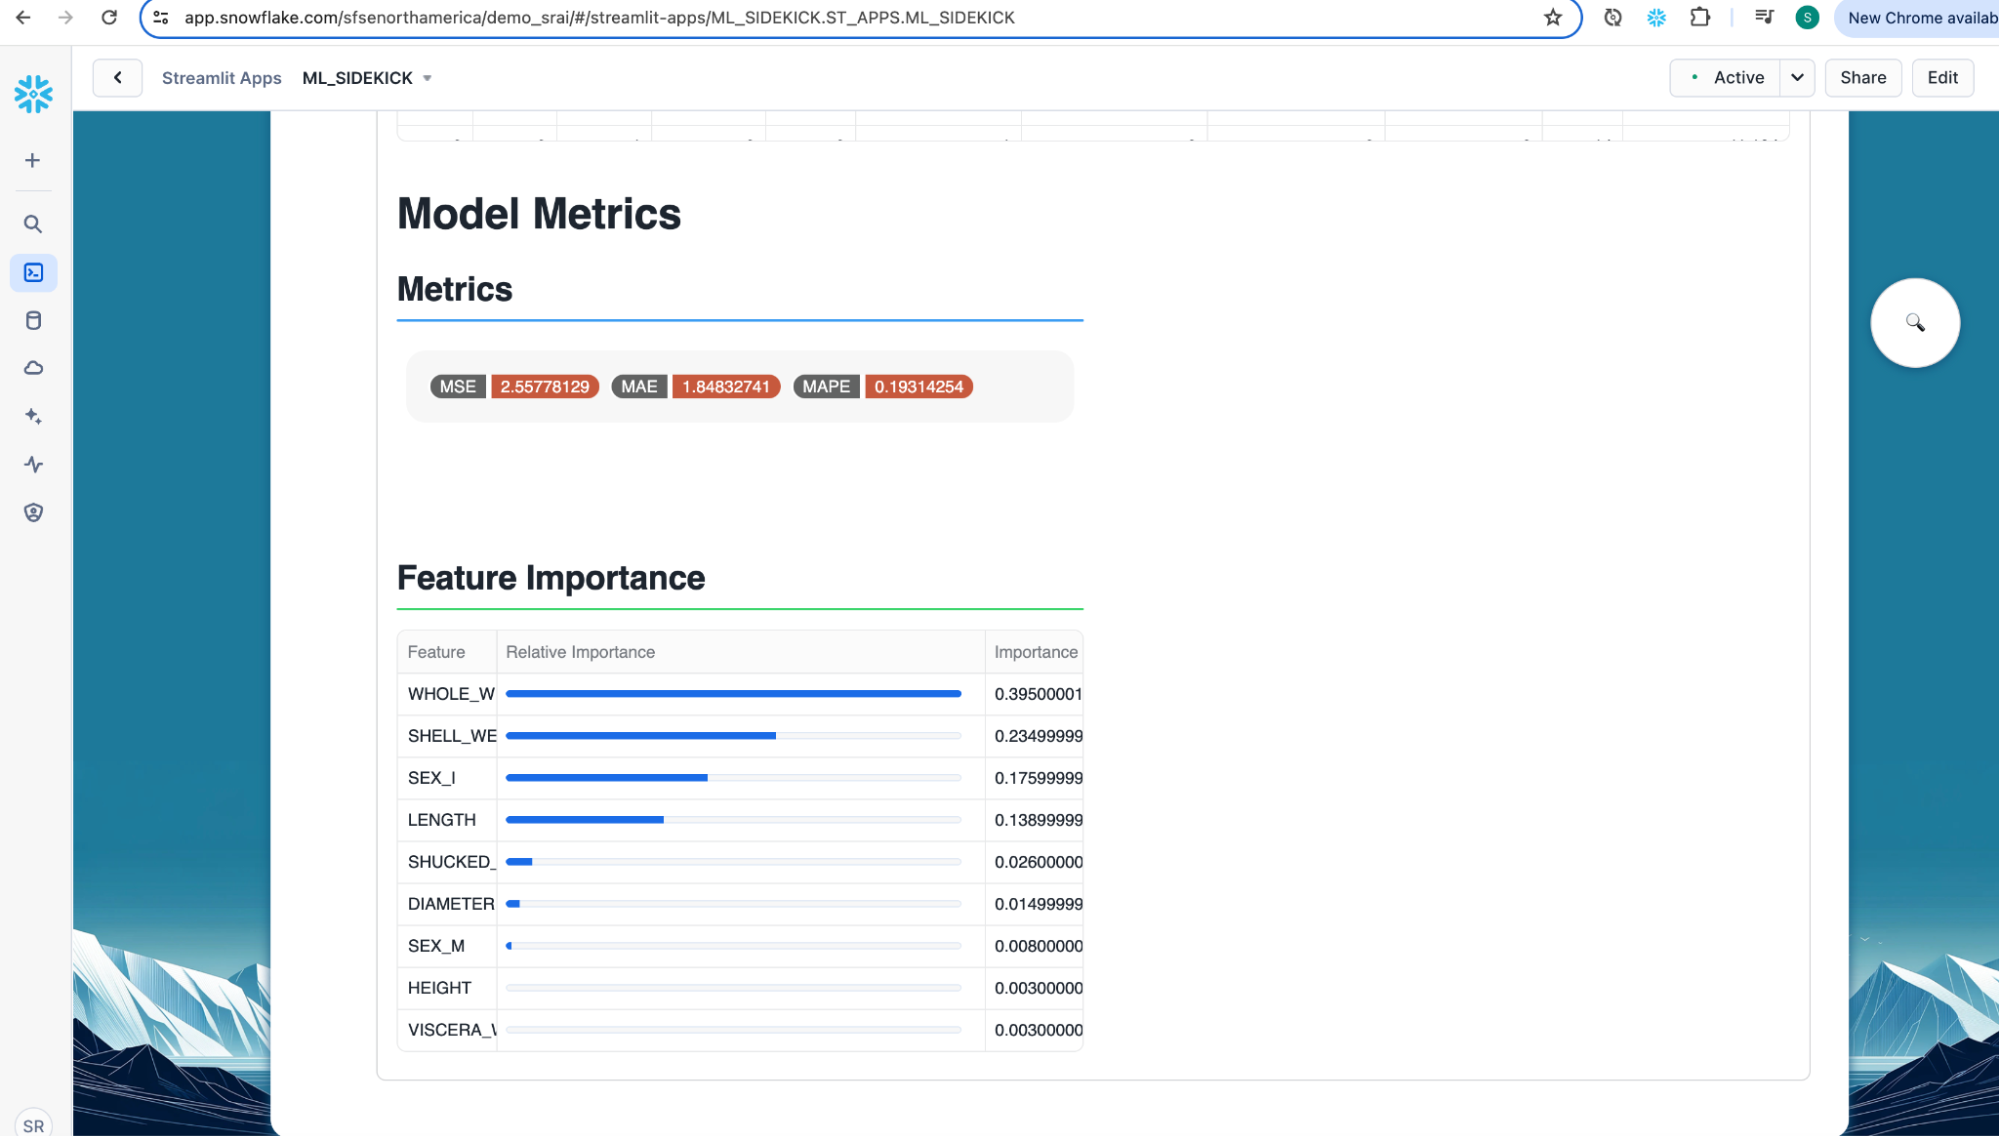 app.snowflake.com/sfsenorthamerica/demo_srai/#/streamlit-apps/ML_SIDEKICK.ST_APPS.ML_SIDEKICK
S
New Chrome availab
Streamlit Apps
ML_SIDEKICK
Active
Share
Edit
Model Metrics
Metrics
MSE 2.55778129 MAE 1.84832741 MAPE 0.19314254
Feature Importance
Feature Relative Importance Importance
WHOLE_W 0.39500001
SHELL_WE 0.23499999
SEX_I 0.17599999
LENGTH 0.13899999
SHUCKED_ 0.02600000
DIAMETER 0.01499999
SEX_M 0.00800000
HEIGHT 0.00300000
VISCERA_ 0.00300000
SR